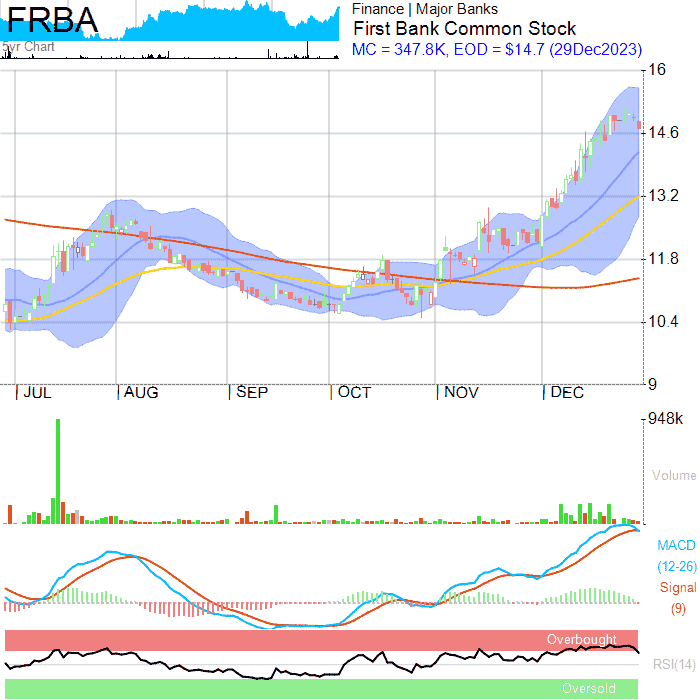 FRBA
5yr Chart
Finance | Major Banks
First Bank Common Stock
MC = 347.8K, EOD = $14.7 (29Dec2023)
16
14.6
13.2
11.8
10.4
9
JUL AUG SEP OCT NOV DEC
948k
Volume
MACD
(12-26)
Signal
(9)
Overbought
RSI(14)
Oversold